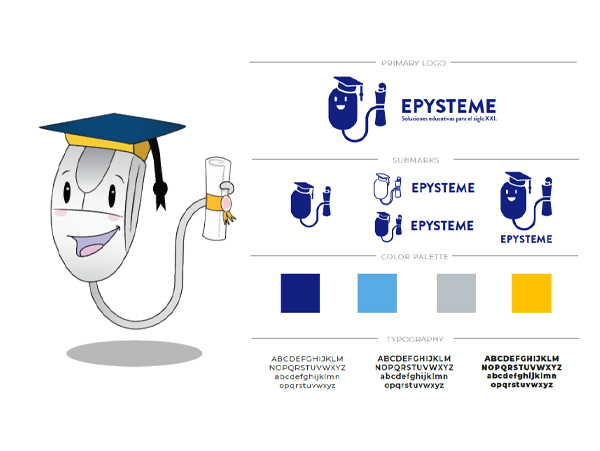 PRIMARY LOGO
EPYSTEME
Soluciones educativas para el siglo XXI.
SUBMARKS
EPYSTEME
EPYSTEME
EPYSTEME
COLOR PALETTE
TYPOGRAPHY
ABCDEFGHIJKLM
NOPQRSTUVWXYZ
abcdefghijklmn
opqrstuvwxyz
ABCDEFGHIJKLM
NOPQRSTUVWXYZ
abcdefghijklmn
opqrstuvwxyz
ABCDEFGHIJKLM
NOPQRSTUVWXYZ
abcdefghijklmn
opqrstuvwxyz